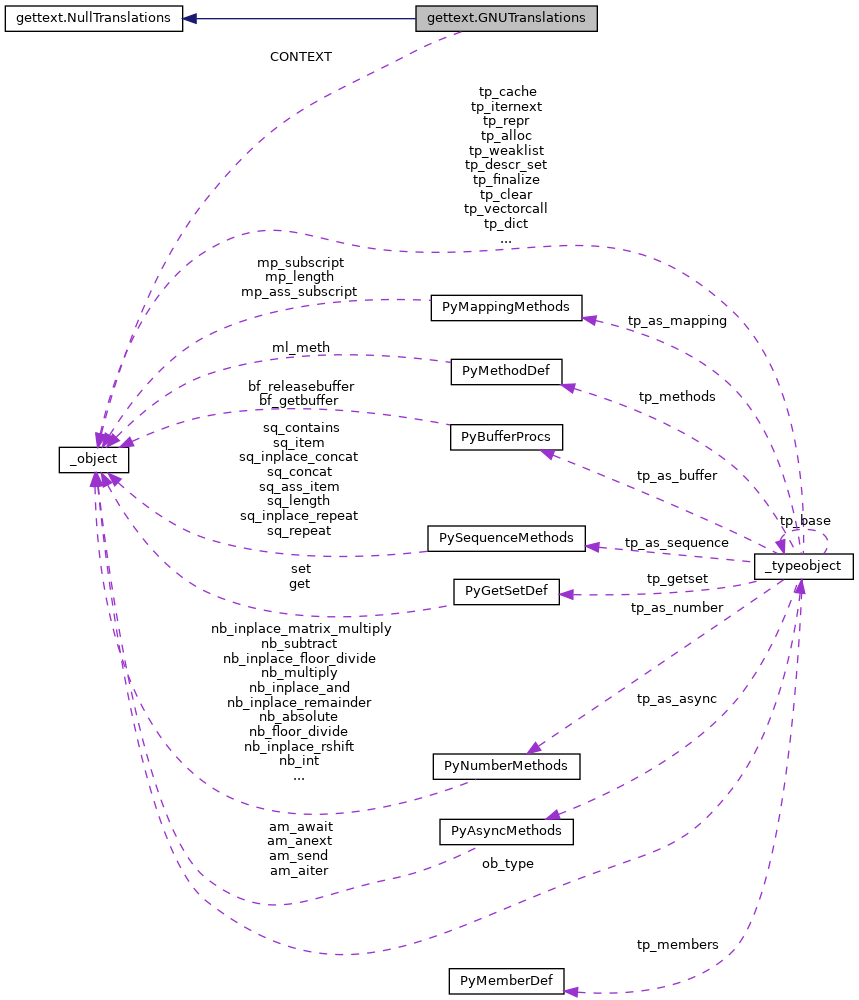 gettext.NullTranslations
gettext.GNUTranslations
CONTEXT
tp_cache
tp_iternext
tp_repr
tp_alloc
tp_weaklist
tp_descr_set
tp_finalize
tp_clear
tp_vectorcall
tp_dict
...
mp_subscript
mp_length
mp_ass_subscript
PyMappingMethods
tp_as_mapping
ml_meth
PyMethodDef
tp_methods
bf_releasebuffer
bf_getbuffer
PyBufferProcs
_object
sq_contains
sq_item
sq_inplace_concat
sq_concat
sq_ass_item
sq_length
sq_inplace_repeat
sq_repeat
tp_as_buffer
tp_base
PySequenceMethods
tp_as_sequence
_typeobject
set
get
PyGetSetDef
tp_getset
tp_as_number
nb_inplace_matrix_multiply
nb_subtract
nb_inplace_floor_divide
nb_multiply
nb_inplace_and
nb_inplace_remainder
nb_absolute
nb_floor_divide
nb_inplace_rshift
nb_int
...
tp_as_async
PyNumberMethods
am_await
am_anext
am_send
am_aiter
PyAsyncMethods
ob_type
tp_members
PyMemberDef